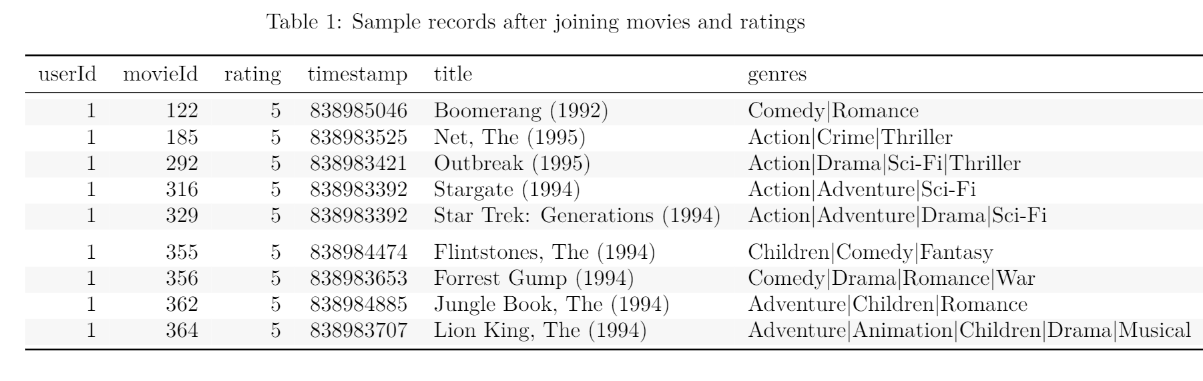 Table 1: Sample records after joining movies and ratings
userId movieId rating timestamp title genres
1 122 5 838985046 Boomerang (1992) Comedy|Romance
1 185 5 838983525 Net, The (1995) Action|Crime|Thriller
1 292 5 838983421 Outbreak (1995) Action|Drama|Sci-Fi|Thriller
1 316 5 838983392 Stargate (1994) Action|Adventure|Sci-Fi
1 329 5 838983392 Star Trek: Generations (1994) Action|Adventure|Drama|Sci-Fi
1 355 5 838984474 Flintstones, The (1994) Children|Comedy|Fantasy
1 356 5 838983653 Forrest Gump (1994) Comedy|Drama|Romance|War
1 362 5 838984885 Jungle Book, The (1994) Adventure|Children|Romance
1 364 5 838983707 Lion King, The (1994) Adventure|Animation|Children|Drama|Musical